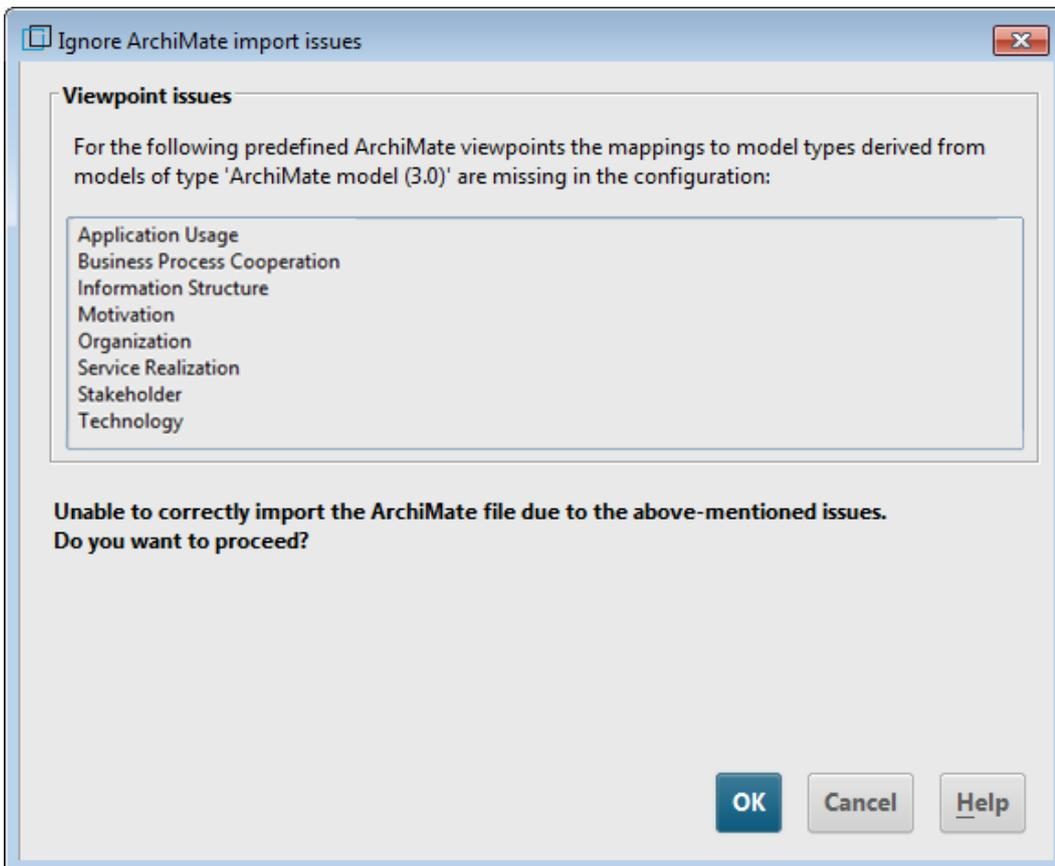 Ignore ArchiMate import issues
Viewpoint issues
For the following predefined ArchiMate viewpoints the mappings to model types derived from
models of type 'ArchiMate model (3.0)' are missing in the configuration:
Application Usage
Business Process Cooperation
Information Structure
Motivation
Organization
Service Realization
Stakeholder
Technology
Unable to correctly import the ArchiMate file due to the above-mentioned issues.
Do you want to proceed?
OK Cancel Help